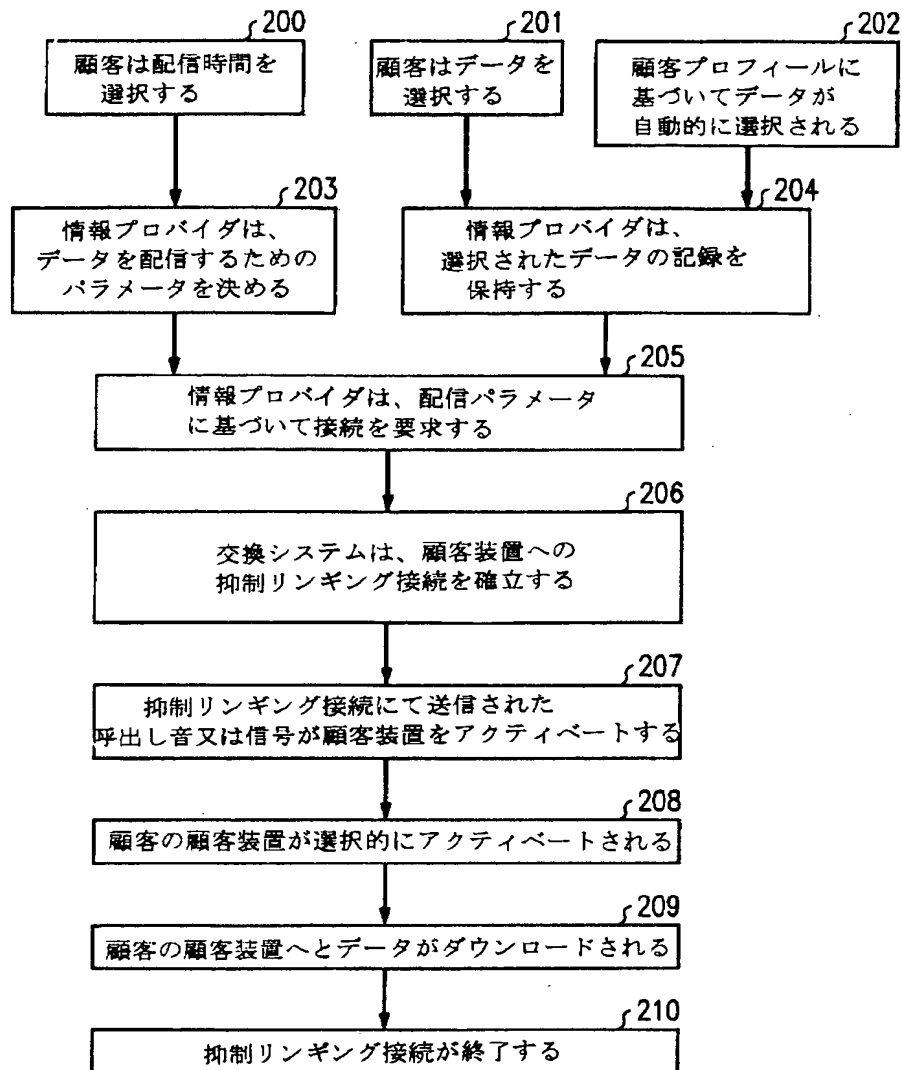 200
顧客は配信時間を
選択する
201
顧客はデータを
選択する
202
顧客プロフィールに
基づいてデータが
自動的に選択される
203
情報プロバイダは、
データを配信するための
パラメータを決める
204
情報プロバイダは、
選択されたデータの記録を
保持する
205
情報プロバイダは、配信パラメータ
に基づいて接続を要求する
206
交換システムは、顧客装置への
抑制リンギング接続を確立する
207
抑制リンギング接続にて送信された
呼出し音又は信号が顧客装置をアクティベートする
208
顧客の顧客装置が選択的にアクティベートされる
209
顧客の顧客装置へとデータがダウンロードされる
210
抑制リンギング接続が終了する